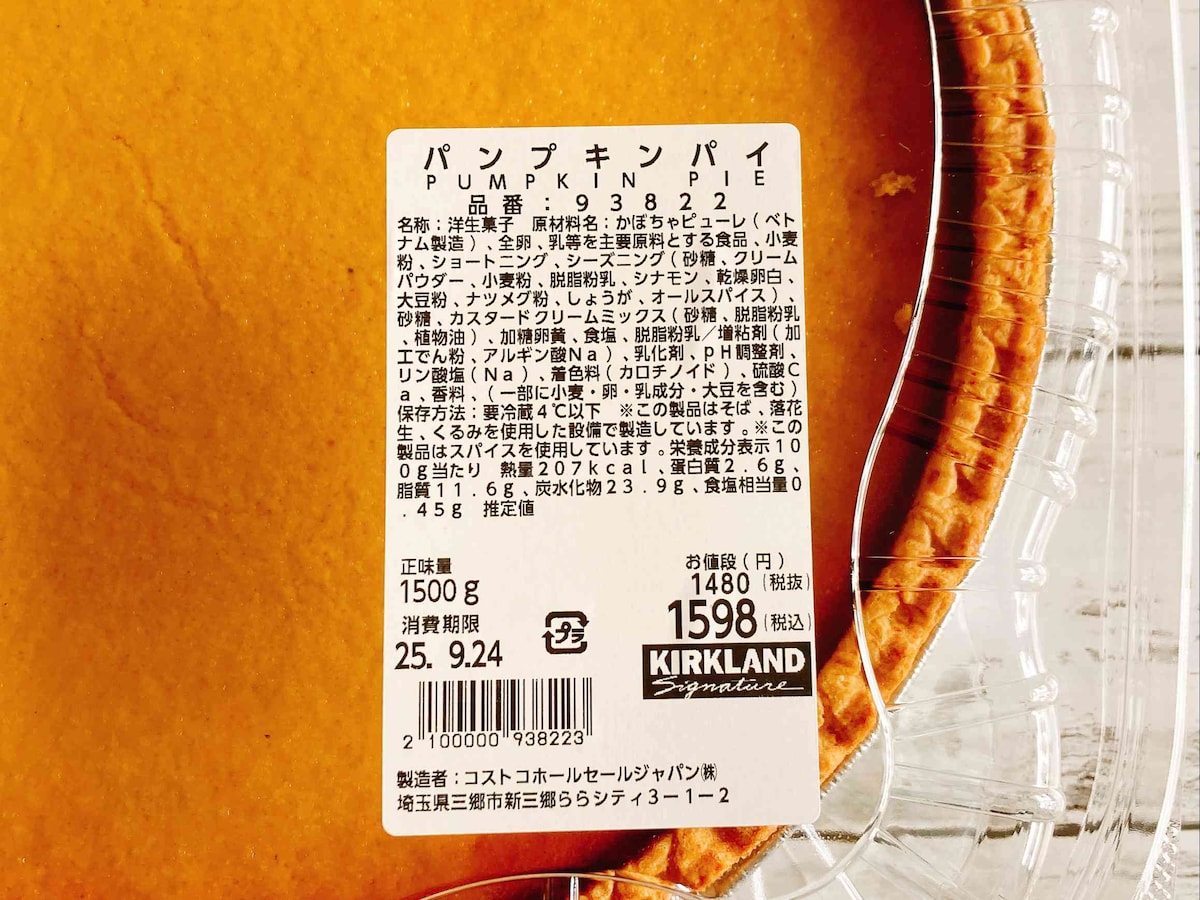 パンプキンパイ
PUMPKIN PIE
品番：93822
名称：洋生菓子　原材料名：かぼちゃピューレ（ベト
ナム製造）、全卵、乳等を主要原料とする食品、小麦
粉、ショートニング、シーズニング（砂糖、クリーム
パウダー、小麦粉、脱脂粉乳、シナモン、乾燥卵白、
大豆粉、ナツメグ粉、しょうが、オールスパイス）、
砂糖、カスタードクリームミックス（砂糖、脱脂粉乳
、植物油）、加糖卵黄、食塩、脱脂粉乳／増粘剤（加
工でん粉、アルギン酸Na）、乳化剤、pH調整剤、
リン酸塩（Na）、着色料（カロチノイド）、硫酸C
a、香料、（一部に小麦・卵・乳成分・大豆を含む）
保存方法：要冷蔵4℃以下　※この製品はそば、落花
生、くるみを使用した設備で製造しています。※この
製品はスパイスを使用しています。栄養成分表示10
0g当たり　熱量207kcal、蛋白質2.6g、
脂質11.6g、炭水化物23.9g、食塩相当量0
.45g　推定値
正味量
1500g
お値段（円）
1480（税抜）
1598（税込）
消費期限
25. 9.24
プラ
KIRKLAND
Signature
2 100000 938223
製造者：コストコホールセールジャパン㈱
埼玉県三郷市新三郷ららシティ3－1－2